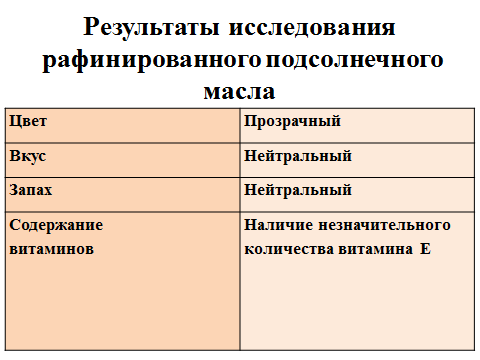 Результаты исследования
рафинированного подсолнечного
масла
Цвет
Прозрачный
Вкус
Нейтральный
Запах
Нейтральный
Содержание
витаминов
Наличие незначительного
количества витамина Е